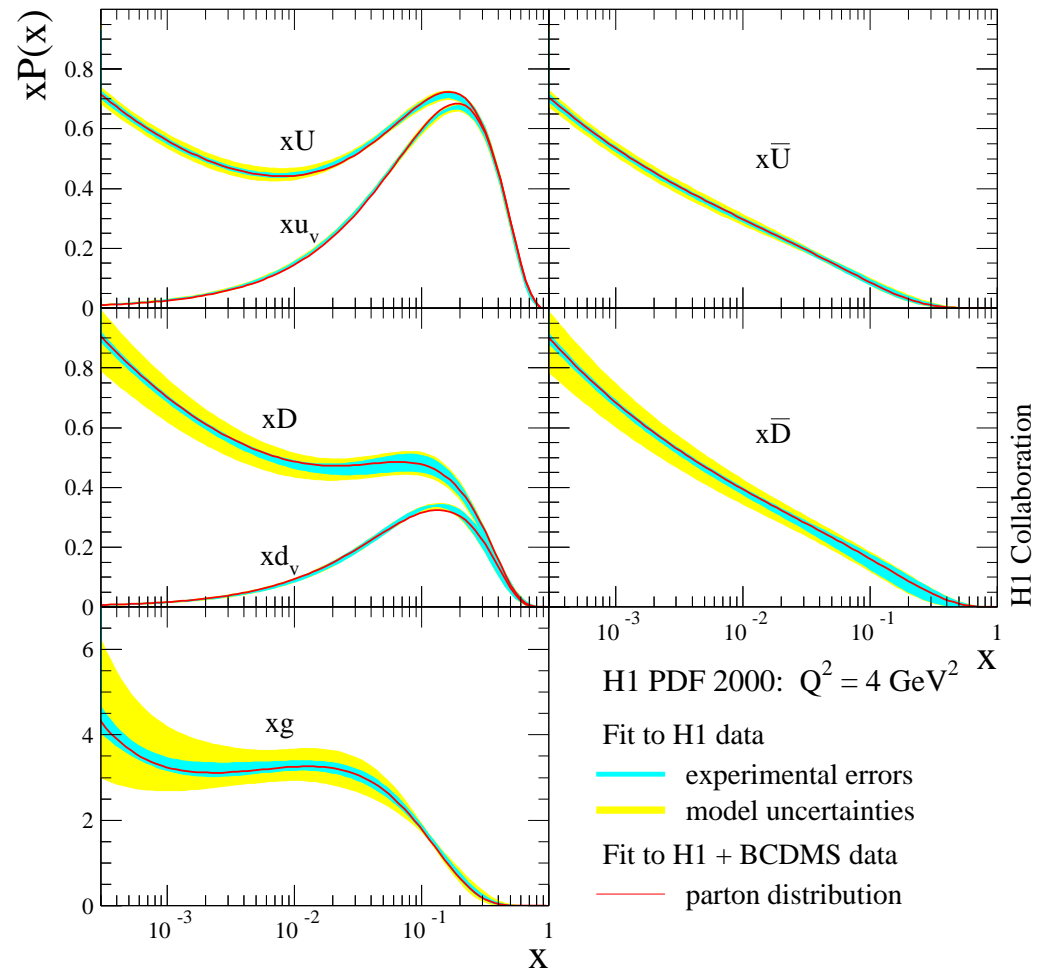 xP(x)
0.8
0.6
0.4
0.2
0
xU
xu_v
xU̅
0.8
0.6
0.4
0.2
0
xD
xd_v
xD̅
10^-3
10^-2
10^-1
1
x
6
4
2
0
xg
10^-3
10^-2
10^-1
1
x
H1 PDF 2000: Q^2 = 4 GeV^2
Fit to H1 data
experimental errors
model uncertainties
Fit to H1 + BCDMS data
parton distribution
H1 Collaboration